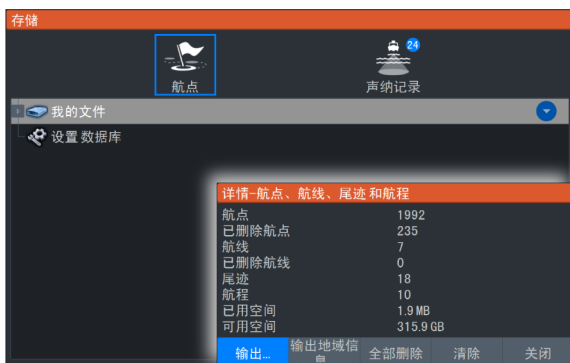 存储
24
航点
声纳记录
我的文件
设置数据库
详情-航点、航线、尾迹和航程
航点 1992
已删除航点 235
航线 7
已删除航线 0
尾迹 18
航程 10
已用空间 1.9 MB
可用空间 315.9 GB
输出... 输出地域信息 全部删除 清除 关闭